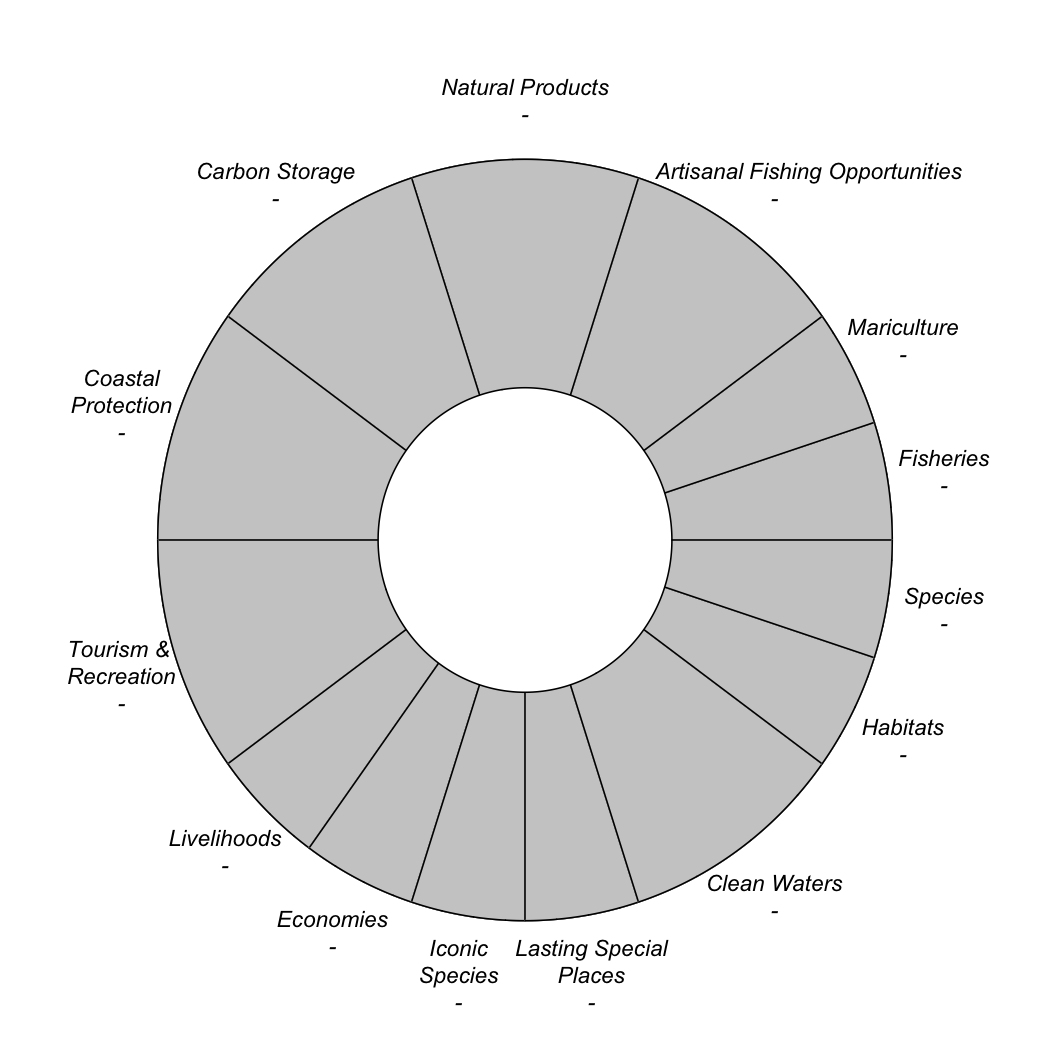 Natural Products
-
Carbon Storage
-
Artisanal Fishing Opportunities
-
Mariculture
-
Coastal
Protection
-
Fisheries
-
Species
-
Tourism &
Recreation
-
Habitats
-
Livelihoods
-
Clean Waters
-
Economies
-
Iconic
Species
-
Lasting Special
Places
-